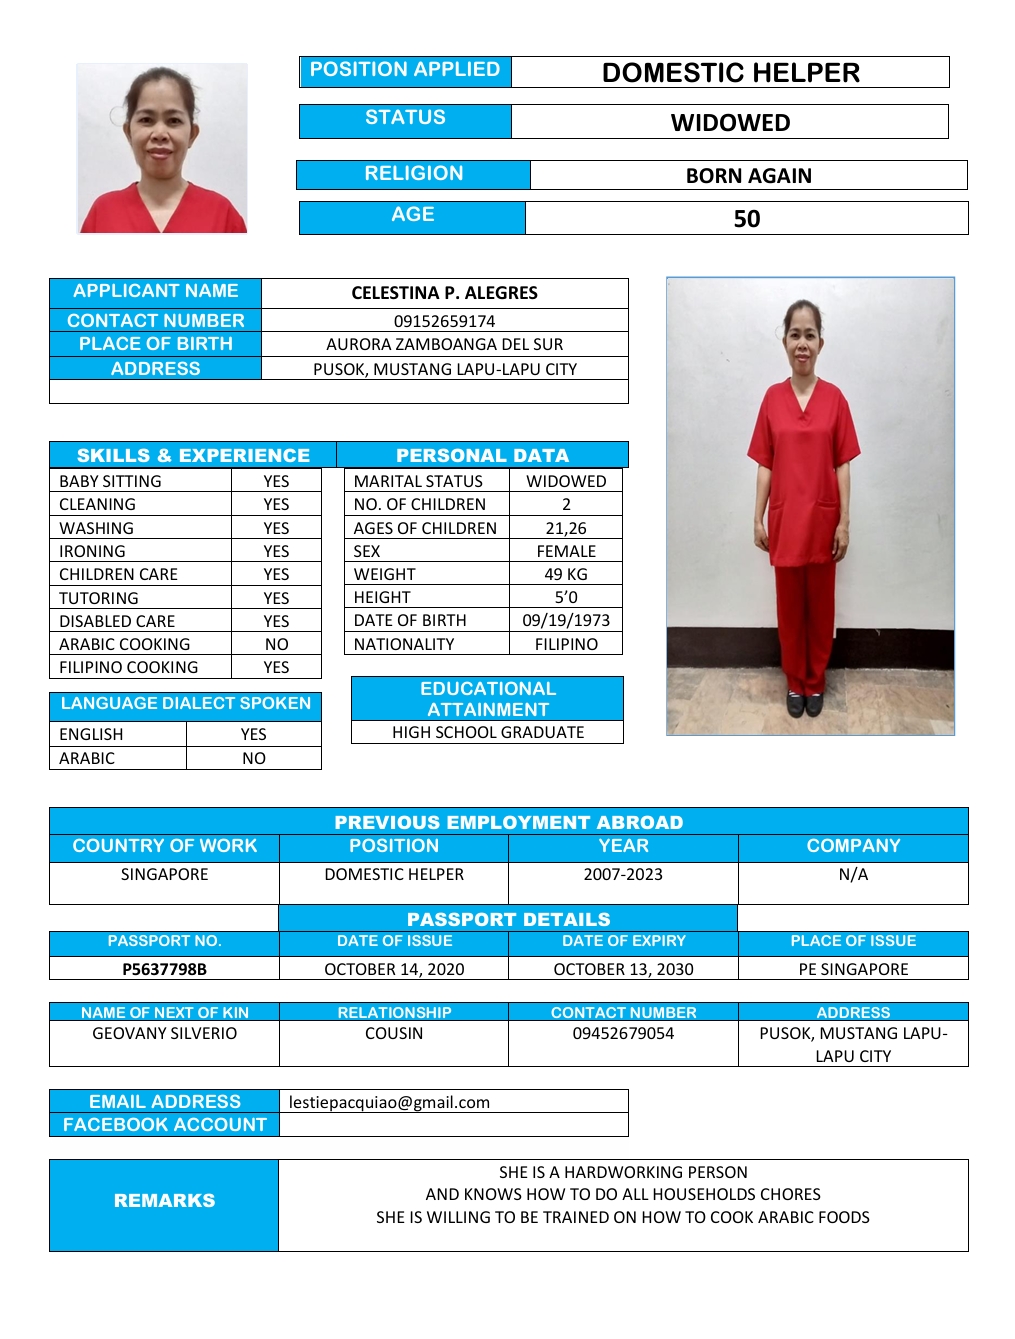 POSITION APPLIED DOMESTIC HELPER
STATUS WIDOWED
RELIGION BORN AGAIN
AGE 50
APPLICANT NAME CELESTINA P. ALEGRES
CONTACT NUMBER 09152659174
PLACE OF BIRTH AURORA ZAMBOANGA DEL SUR
ADDRESS PUSOK, MUSTANG LAPU-LAPU CITY
SKILLS & EXPERIENCE
BABY SITTING YES
CLEANING YES
WASHING YES
IRONING YES
CHILDREN CARE YES
TUTORING YES
DISABLED CARE YES
ARABIC COOKING NO
FILIPINO COOKING YES
LANGUAGE DIALECT SPOKEN
ENGLISH YES
ARABIC NO
PERSONAL DATA
MARITAL STATUS WIDOWED
NO. OF CHILDREN 2
AGES OF CHILDREN 21,26
SEX FEMALE
WEIGHT 49 KG
HEIGHT 5’0
DATE OF BIRTH 09/19/1973
NATIONALITY FILIPINO
EDUCATIONAL
ATTAINMENT
HIGH SCHOOL GRADUATE
PREVIOUS EMPLOYMENT ABROAD
COUNTRY OF WORK POSITION YEAR COMPANY
SINGAPORE DOMESTIC HELPER 2007-2023 N/A
PASSPORT DETAILS
PASSPORT NO. DATE OF ISSUE DATE OF EXPIRY PLACE OF ISSUE
P5637798B OCTOBER 14, 2020 OCTOBER 13, 2030 PE SINGAPORE
NAME OF NEXT OF KIN RELATIONSHIP CONTACT NUMBER ADDRESS
GEOVANY SILVERIO COUSIN 09452679054 PUSOK, MUSTANG LAPU-
LAPU CITY
EMAIL ADDRESS lestiepacquiao@gmail.com
FACEBOOK ACCOUNT
REMARKS
SHE IS A HARDWORKING PERSON
AND KNOWS HOW TO DO ALL HOUSEHOLDS CHORES
SHE IS WILLING TO BE TRAINED ON HOW TO COOK ARABIC FOODS